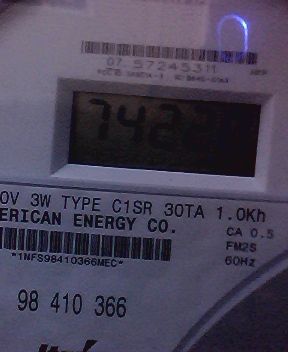 07 57245311
742
0V 3W TYPE C1SR 30TA 1.0Kh
ERICAN ENERGY CO.
CA 0.5
FM2S
60Hz
*1NFS98410366MEC*
98 410 366